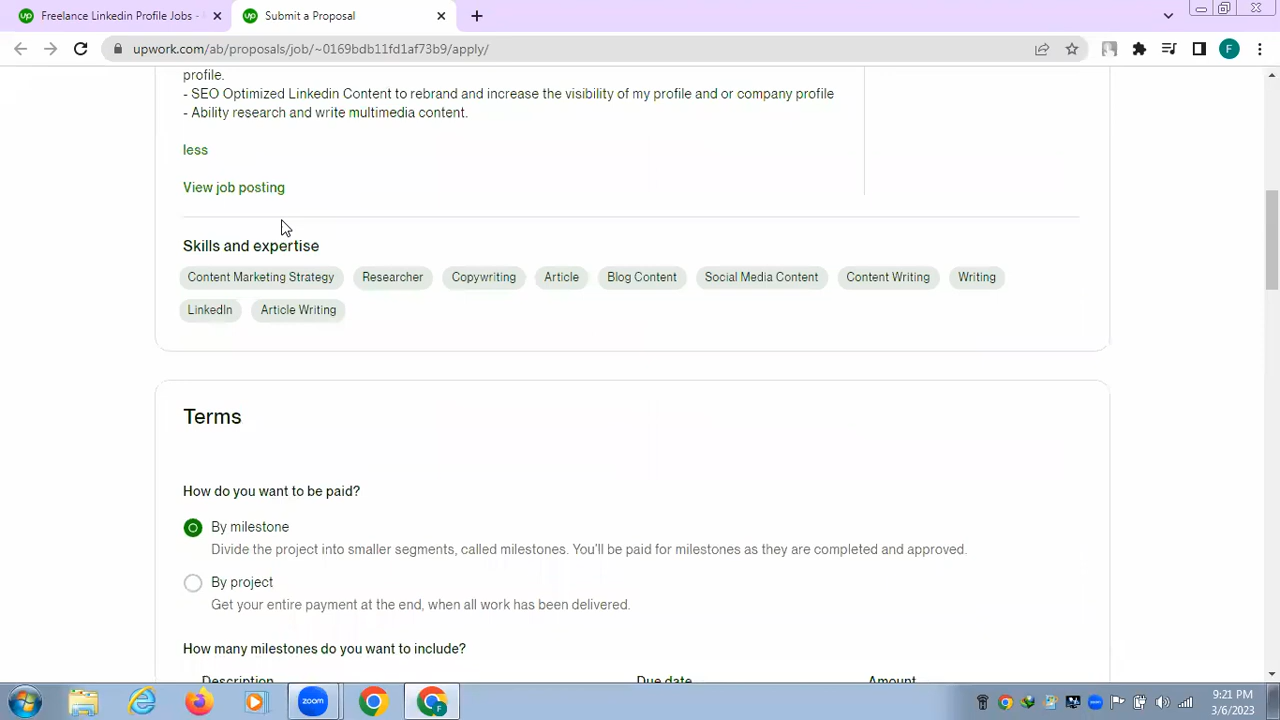 Freelance Linkedin Profile Jobs -
Submit a Proposal
upwork.com/ab/proposals/job/~0169bdb11fd1af73b9/apply/
F
profile.
- SEO Optimized Linkedin Content to rebrand and increase the visibility of my profile and or company profile
- Ability research and write multimedia content.
less
View job posting
Skills and expertise
Content Marketing Strategy Researcher Copywriting Article Blog Content Social Media Content Content Writing Writing
LinkedIn Article Writing
Terms
How do you want to be paid?
By milestone
Divide the project into smaller segments, called milestones. You'll be paid for milestones as they are completed and approved.
By project
Get your entire payment at the end, when all work has been delivered.
How many milestones do you want to include?
Description Due date Amount
zoom
9:21 PM
3/6/2023